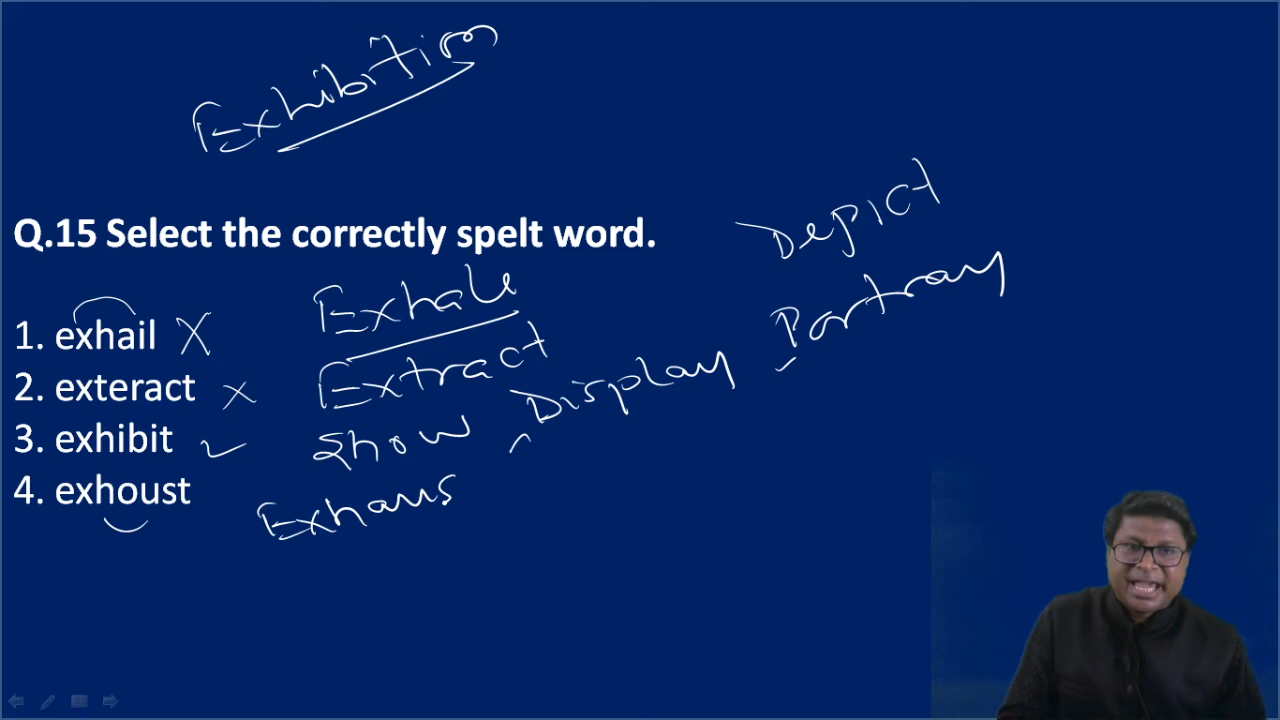 Exhibition
Depict
Q.15 Select the correctly spelt word.
Portray
1. exhail X Exhale
2. exteract x Extract
3. exhibit ✓ Show, Display
4. exhoust Exhaus